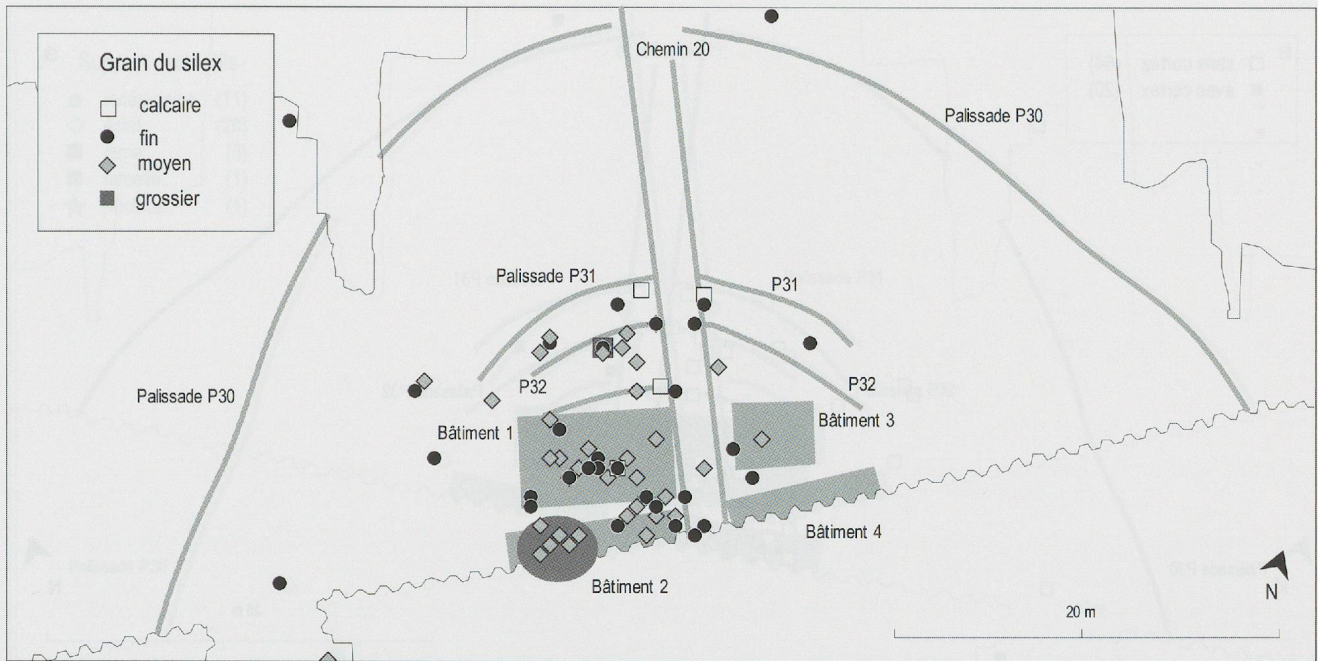 Grain du silex
calcaire
fin
moyen
grossier
Chemin 20
Palissade P30
Palissade P31
P31
P32
P32
Palissade P30
Bâtiment 1
Bâtiment 3
Bâtiment 4
Bâtiment 2
N
20 m